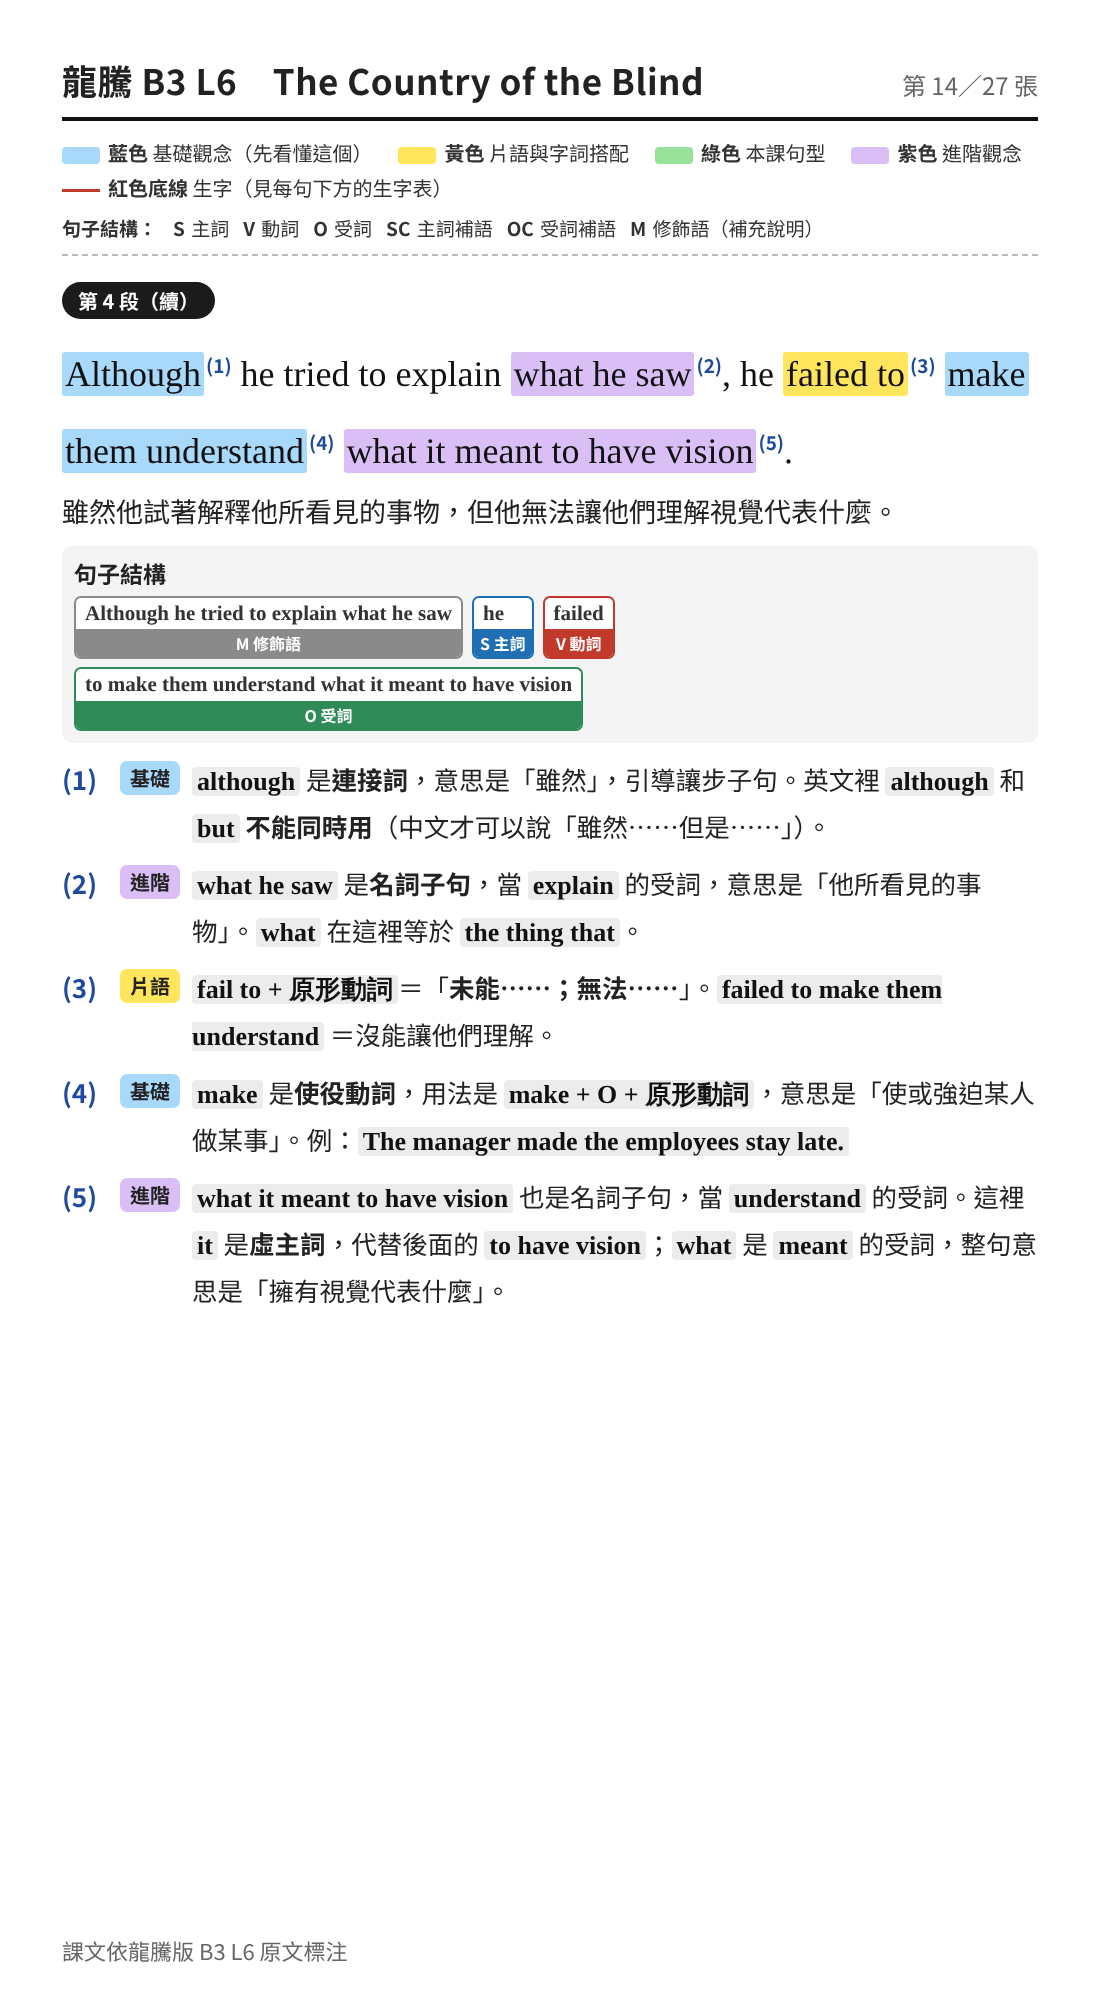 龍騰 B3 L6　The Country of the Blind
第 14／27 張
藍色 基礎觀念（先看懂這個） 黃色 片語與字詞搭配 綠色 本課句型 紫色 進階觀念
紅色底線 生字（見每句下方的生字表）
句子結構： S 主詞 V 動詞 O 受詞 SC 主詞補語 OC 受詞補語 M 修飾語（補充說明）
第 4 段（續）
Although(1) he tried to explain what he saw(2), he failed to(3) make
them understand(4) what it meant to have vision(5).
雖然他試著解釋他所看見的事物，但他無法讓他們理解視覺代表什麼。
句子結構
Although he tried to explain what he saw he failed
M 修飾語 S 主詞 V 動詞
to make them understand what it meant to have vision
O 受詞
(1) 基礎 although 是連接詞，意思是「雖然」，引導讓步子句。英文裡 although 和
but 不能同時用（中文才可以說「雖然……但是……」）。
(2) 進階 what he saw 是名詞子句，當 explain 的受詞，意思是「他所看見的事
物」。what 在這裡等於 the thing that。
(3) 片語 fail to + 原形動詞＝「未能……；無法……」。failed to make them
understand ＝沒能讓他們理解。
(4) 基礎 make 是使役動詞，用法是 make + O + 原形動詞，意思是「使或強迫某人
做某事」。例：The manager made the employees stay late.
(5) 進階 what it meant to have vision 也是名詞子句，當 understand 的受詞。這裡
it 是虛主詞，代替後面的 to have vision；what 是 meant 的受詞，整句意
思是「擁有視覺代表什麼」。
課文依龍騰版 B3 L6 原文標注